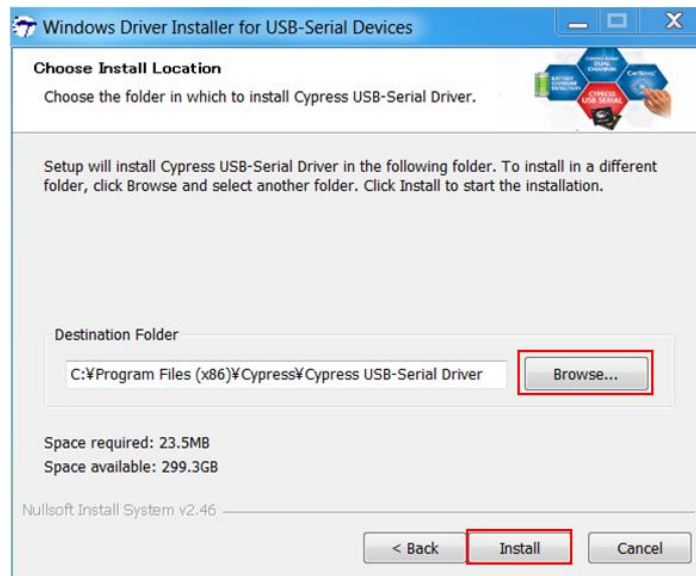 Windows Driver Installer for USB-Serial Devices
Choose Install Location
Choose the folder in which to install Cypress USB-Serial Driver.
CYPRESS
USB SERIAL
Setup will install Cypress USB-Serial Driver in the following folder. To install in a different
folder, click Browse and select another folder. Click Install to start the installation.
Destination Folder
C:¥Program Files (x86)¥Cypress¥Cypress USB-Serial Driver
Browse...
Space required: 23.5MB
Space available: 299.3GB
Nullsoft Install System v2.46
< Back
Install
Cancel